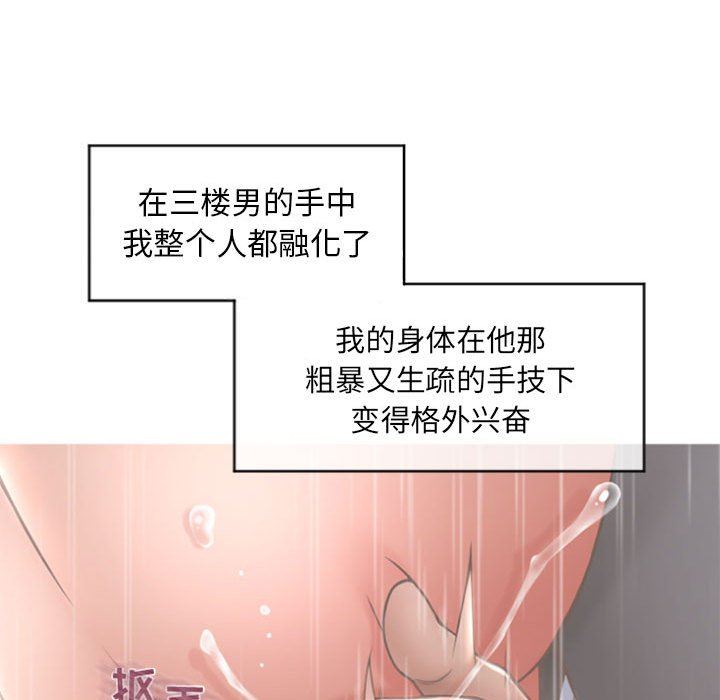 在三楼男的手中
我整个人都融化了
我的身体在他那
粗暴又生疏的手技下
变得格外兴奋
抠